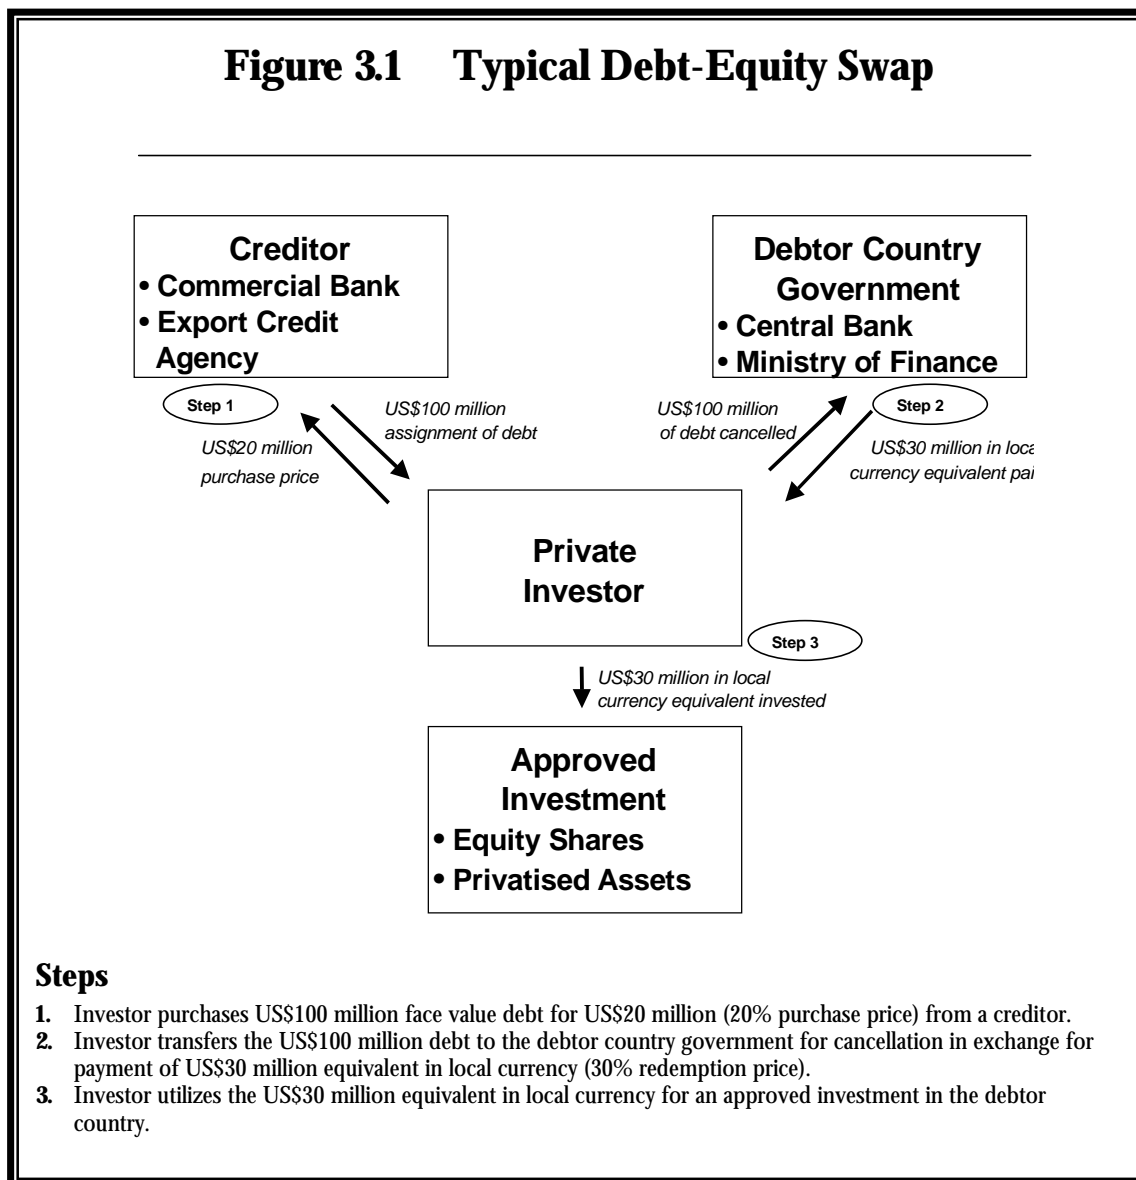 Figure 3.1 Typical Debt-Equity Swap
Creditor
• Commercial Bank
• Export Credit
Agency
Debtor Country
Government
• Central Bank
• Ministry of Finance
Step 1
US$20 million
purchase price
US$100 million
assignment of debt
US$100 million
of debt cancelled
Step 2
US$30 million in loca
currency equivalent pai
Private
Investor
Step 3
US$30 million in local
currency equivalent invested
Approved
Investment
• Equity Shares
• Privatised Assets
Steps
1. Investor purchases US$100 million face value debt for US$20 million (20% purchase price) from a creditor.
2. Investor transfers the US$100 million debt to the debtor country government for cancellation in exchange for
payment of US$30 million equivalent in local currency (30% redemption price).
3. Investor utilizes the US$30 million equivalent in local currency for an approved investment in the debtor
country.